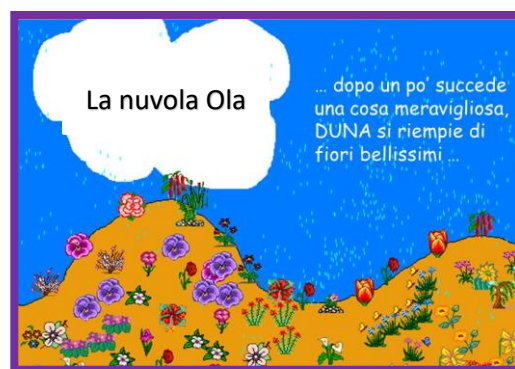 La nuvola Ola
... dopo un po' succede
una cosa meravigliosa,
DUNA si riempie di
fiori bellissimi ...